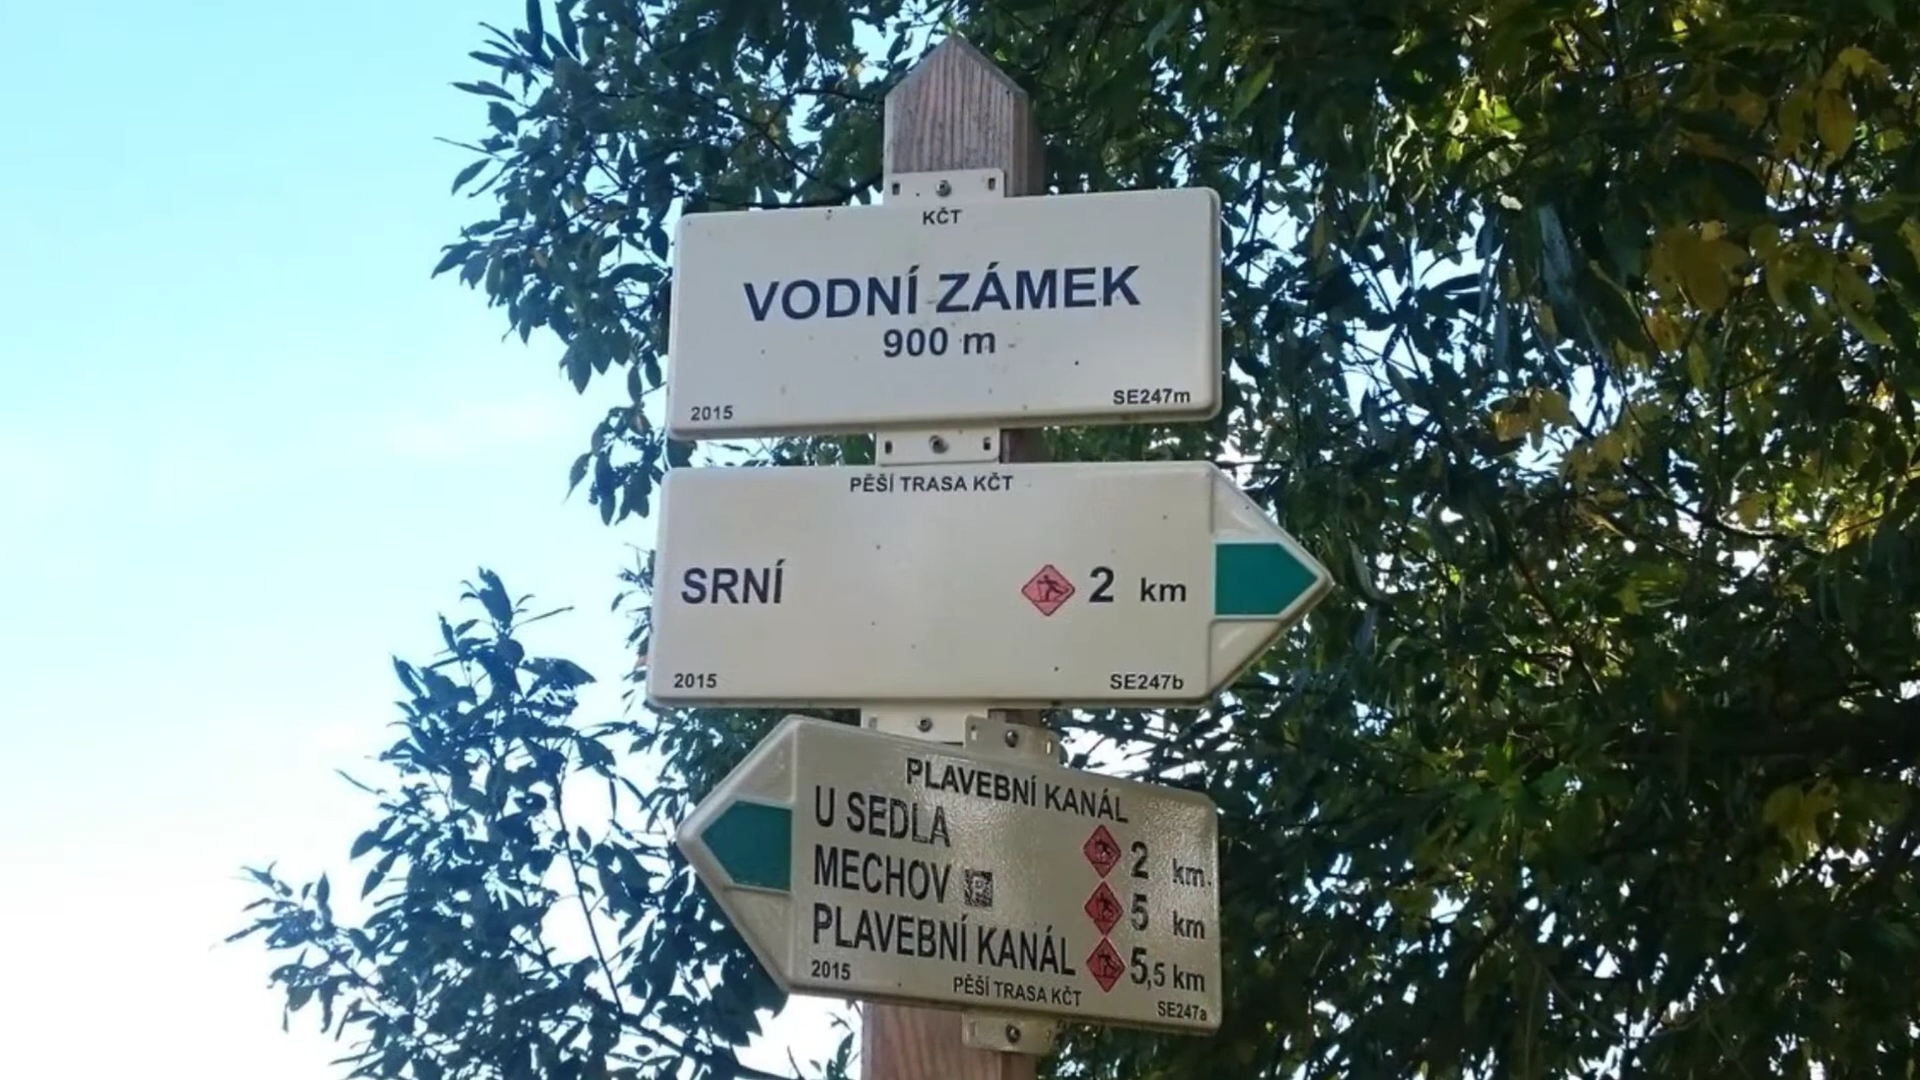 KČT
VODNÍ ZÁMEK
900 m
2015 SE247m
PĚŠÍ TRASA KČT
SRNÍ 2 km
2015 SE247b
PLAVEBNÍ KANÁL
U SEDLA 2 km
MECHOV 5 km
PLAVEBNÍ KANÁL 5,5 km
2015 PĚŠÍ TRASA KČT SE247a